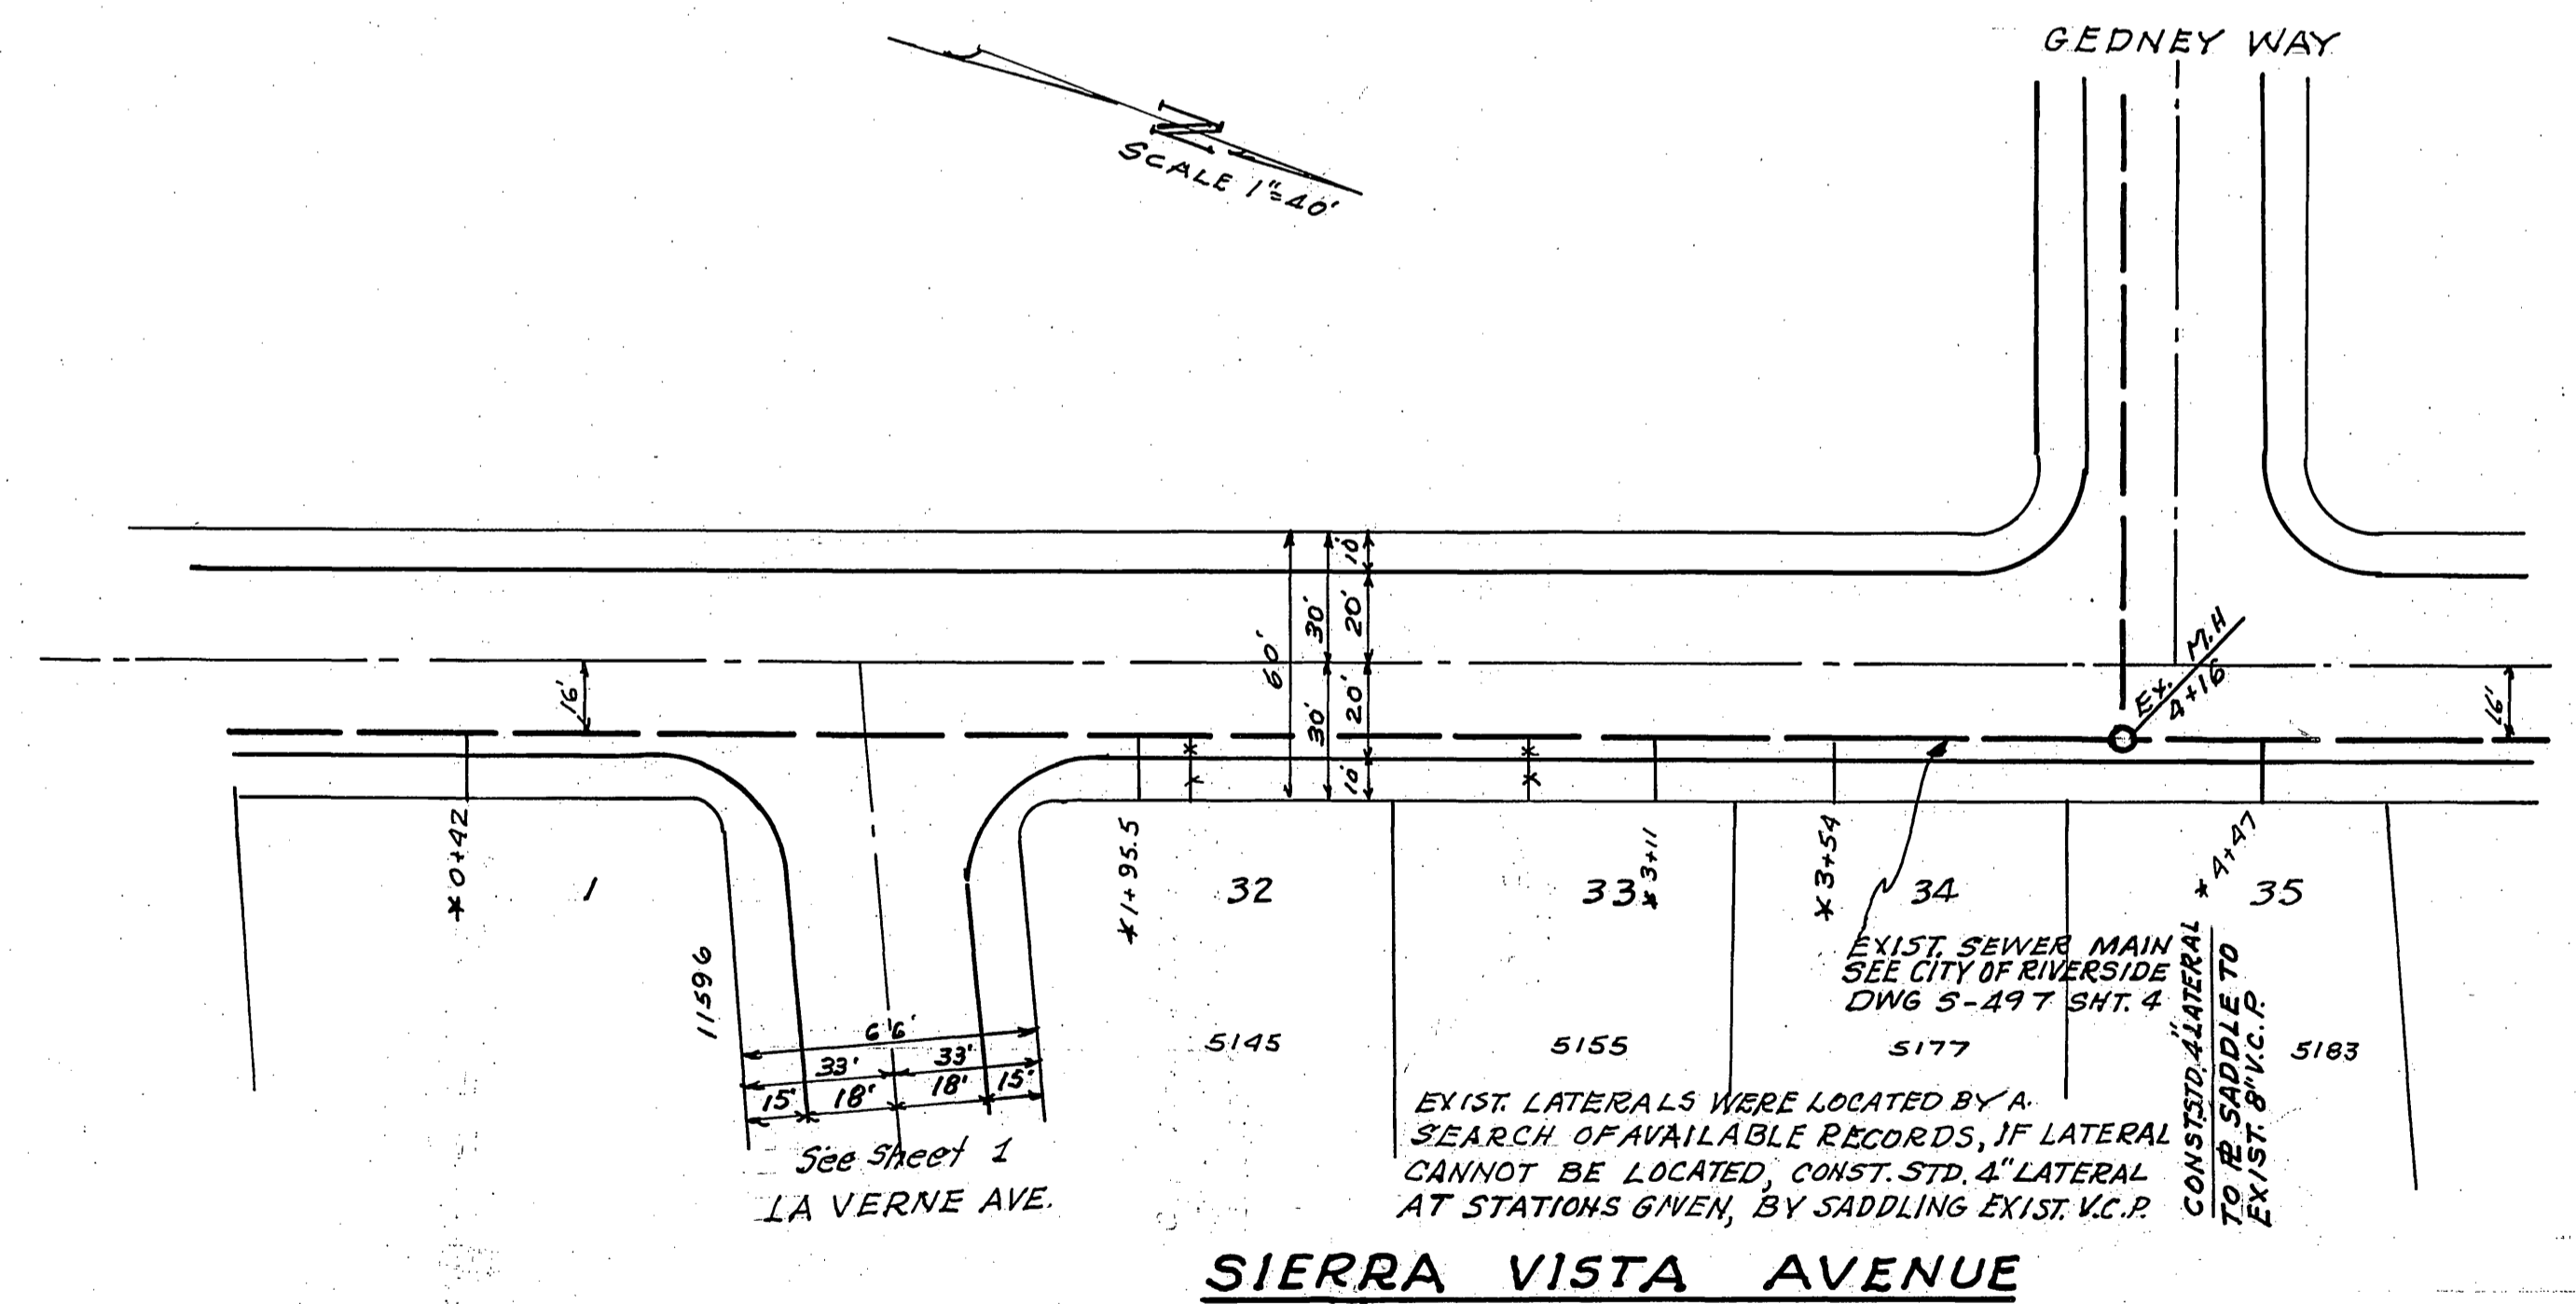 GEDNEY WAY
N
SCALE 1"=40'
10'
20'
30'
60'
20'
30'
10'
16'
16'
EX. M.H
4+16
* 0+42
1
* 1+95.5
32
33
* 3+11
* 3+54
34
* 4+47
35
11596
5145
5155
5177
5183
EXIST. SEWER MAIN
SEE CITY OF RIVERSIDE
DWG S-497 SHT. 4
CONST STD. 4" LATERAL
TO PL SADDLE TO
EXIST. 8" V.C.P.
66'
33' 33'
15' 18' 18' 15'
See Sheet 1
LA VERNE AVE.
EXIST. LATERALS WERE LOCATED BY A
SEARCH OF AVAILABLE RECORDS, IF LATERAL
CANNOT BE LOCATED, CONST. STD. 4" LATERAL
AT STATIONS GIVEN, BY SADDLING EXIST. V.C.P.
SIERRA VISTA AVENUE